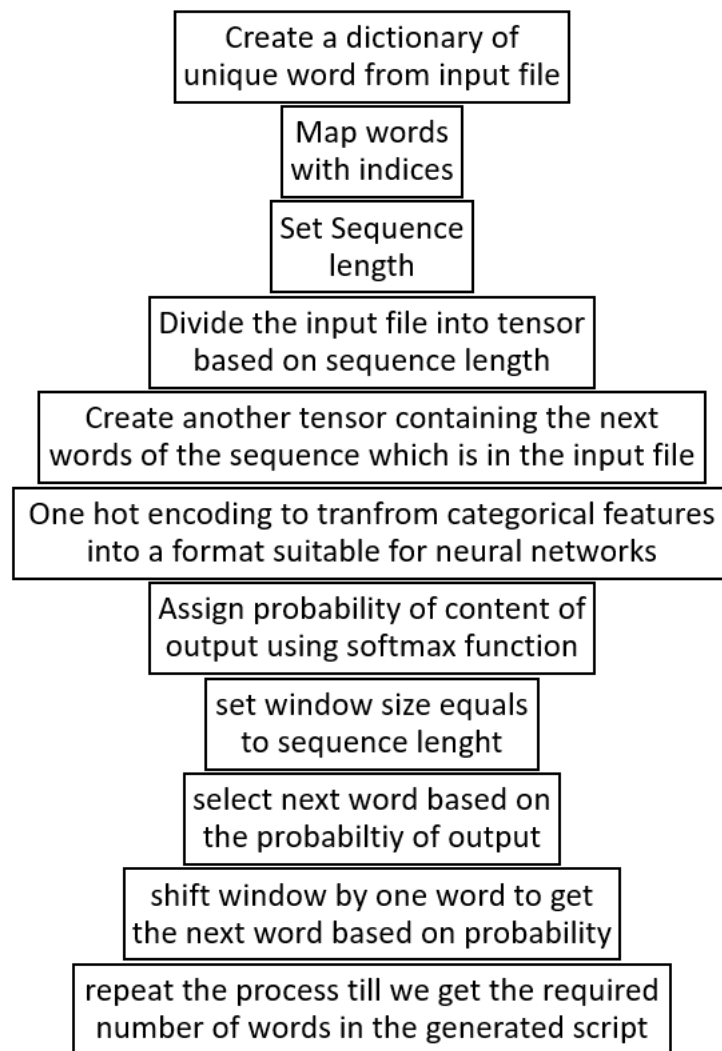 Create a dictionary of
unique word from input file
Map words
with indices
Set Sequence
length
Divide the input file into tensor
based on sequence length
Create another tensor containing the next
words of the sequence which is in the input file
One hot encoding to tranfrom categorical features
into a format suitable for neural networks
Assign probability of content of
output using softmax function
set window size equals
to sequence lenght
select next word based on
the probabiltiy of output
shift window by one word to get
the next word based on probability
repeat the process till we get the required
number of words in the generated script